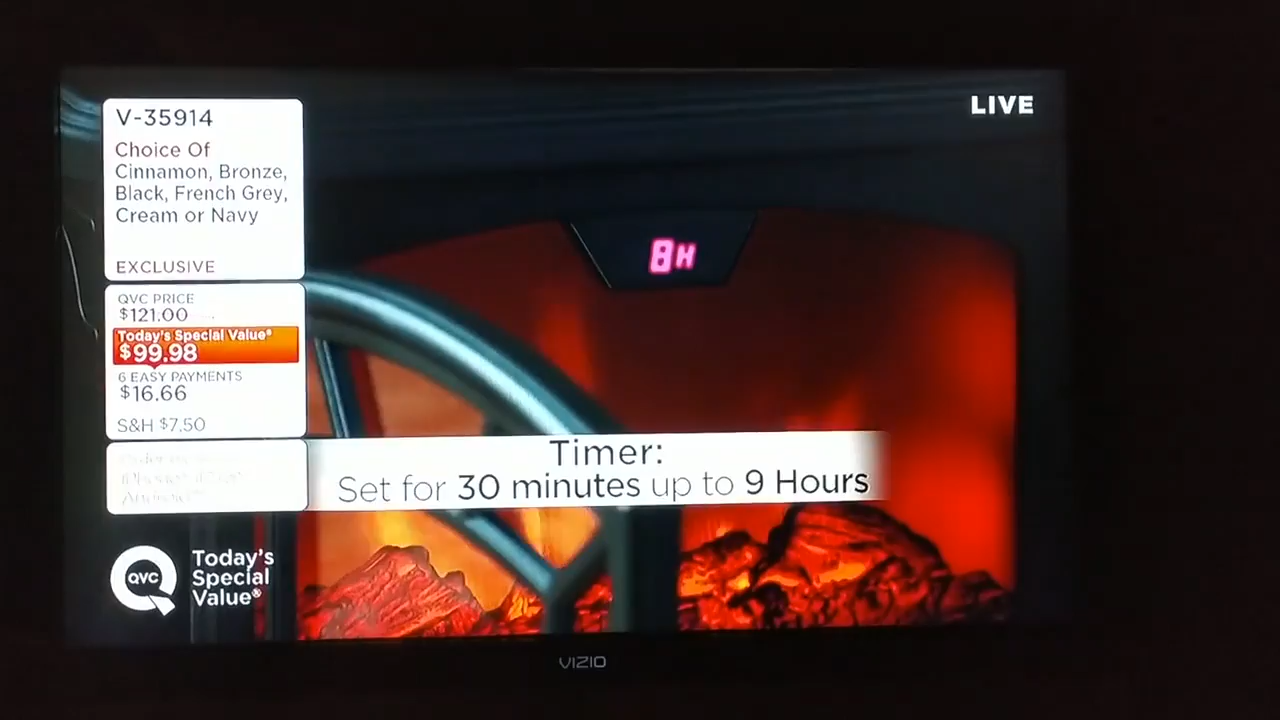 V-35914
Choice Of
Cinnamon, Bronze,
Black, French Grey,
Cream or Navy
EXCLUSIVE
QVC PRICE
$121.00
Today's Special Value®
$99.98
6 EASY PAYMENTS
$16.66
S&H $7.50
LIVE
8H
Timer:
Set for 30 minutes up to 9 Hours
QVC
Today's
Special
Value®
VIZIO